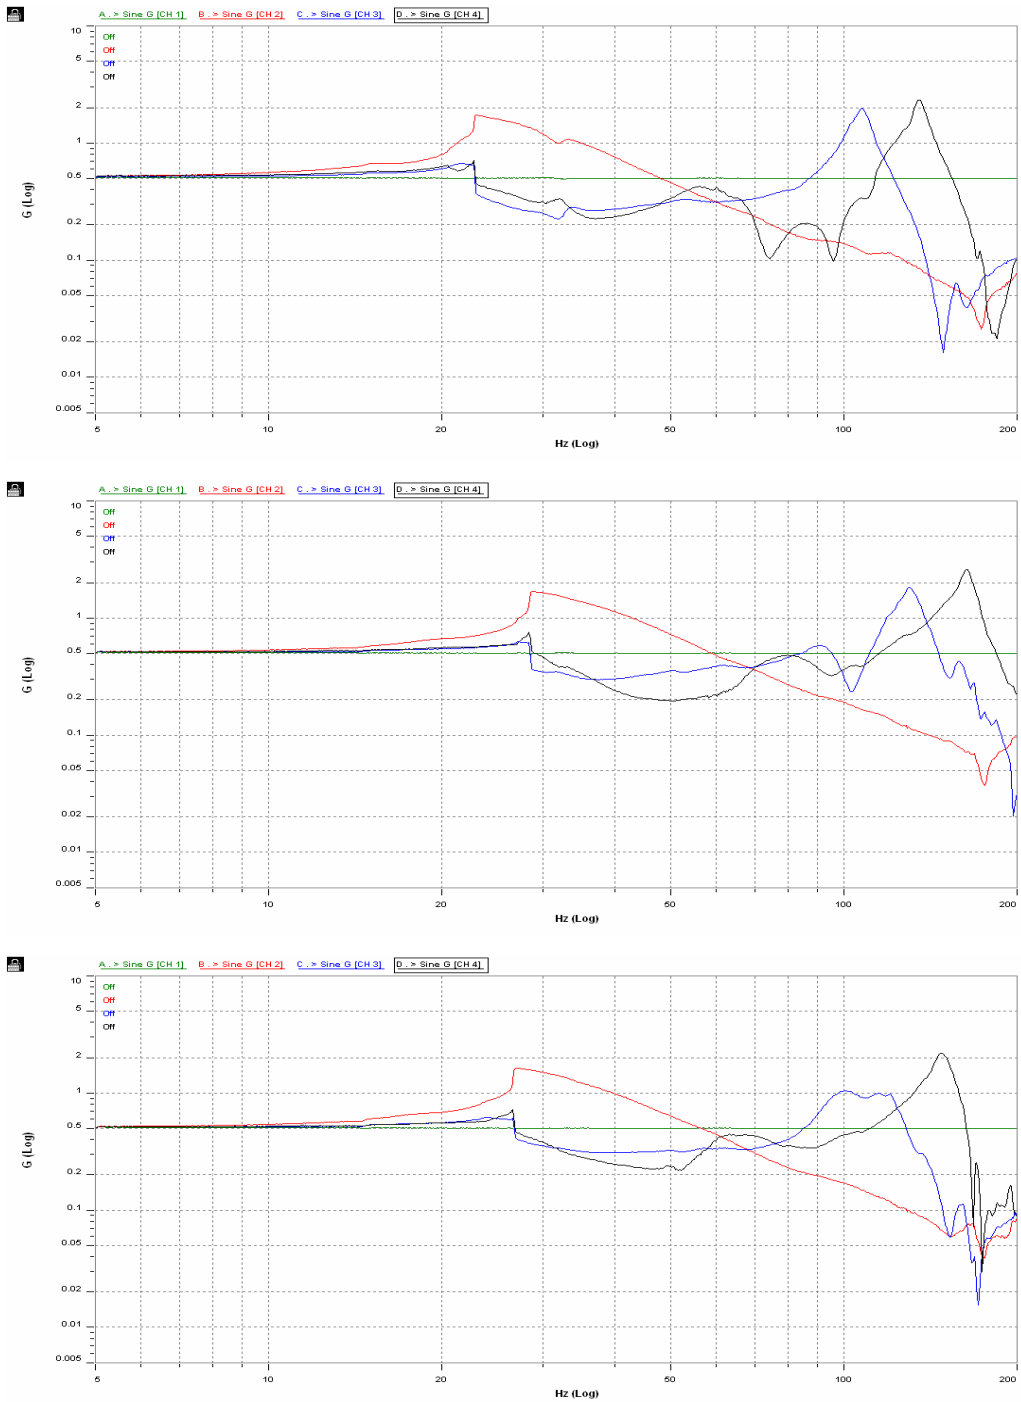 A . > Sine G [CH 1] B . > Sine G [CH 2] C . > Sine G [CH 3] D . > Sine G [CH 4]
10
Off
Off
5
Off
Off
2
1
0.5
G (Log)
0.2
0.1
0.05
0.02
0.01
0.005
5 10 20 50 100 200
Hz (Log)
A . > Sine G [CH 1] B . > Sine G [CH 2] C . > Sine G [CH 3] D . > Sine G [CH 4]
10
Off
Off
5
Off
Off
2
1
0.5
G (Log)
0.2
0.1
0.05
0.02
0.01
0.005
5 10 20 50 100 200
Hz (Log)
A . > Sine G [CH 1] B . > Sine G [CH 2] C . > Sine G [CH 3] D . > Sine G [CH 4]
10
Off
Off
5
Off
Off
2
1
0.5
G (Log)
0.2
0.1
0.05
0.02
0.01
0.005
5 10 20 50 100 200
Hz (Log)